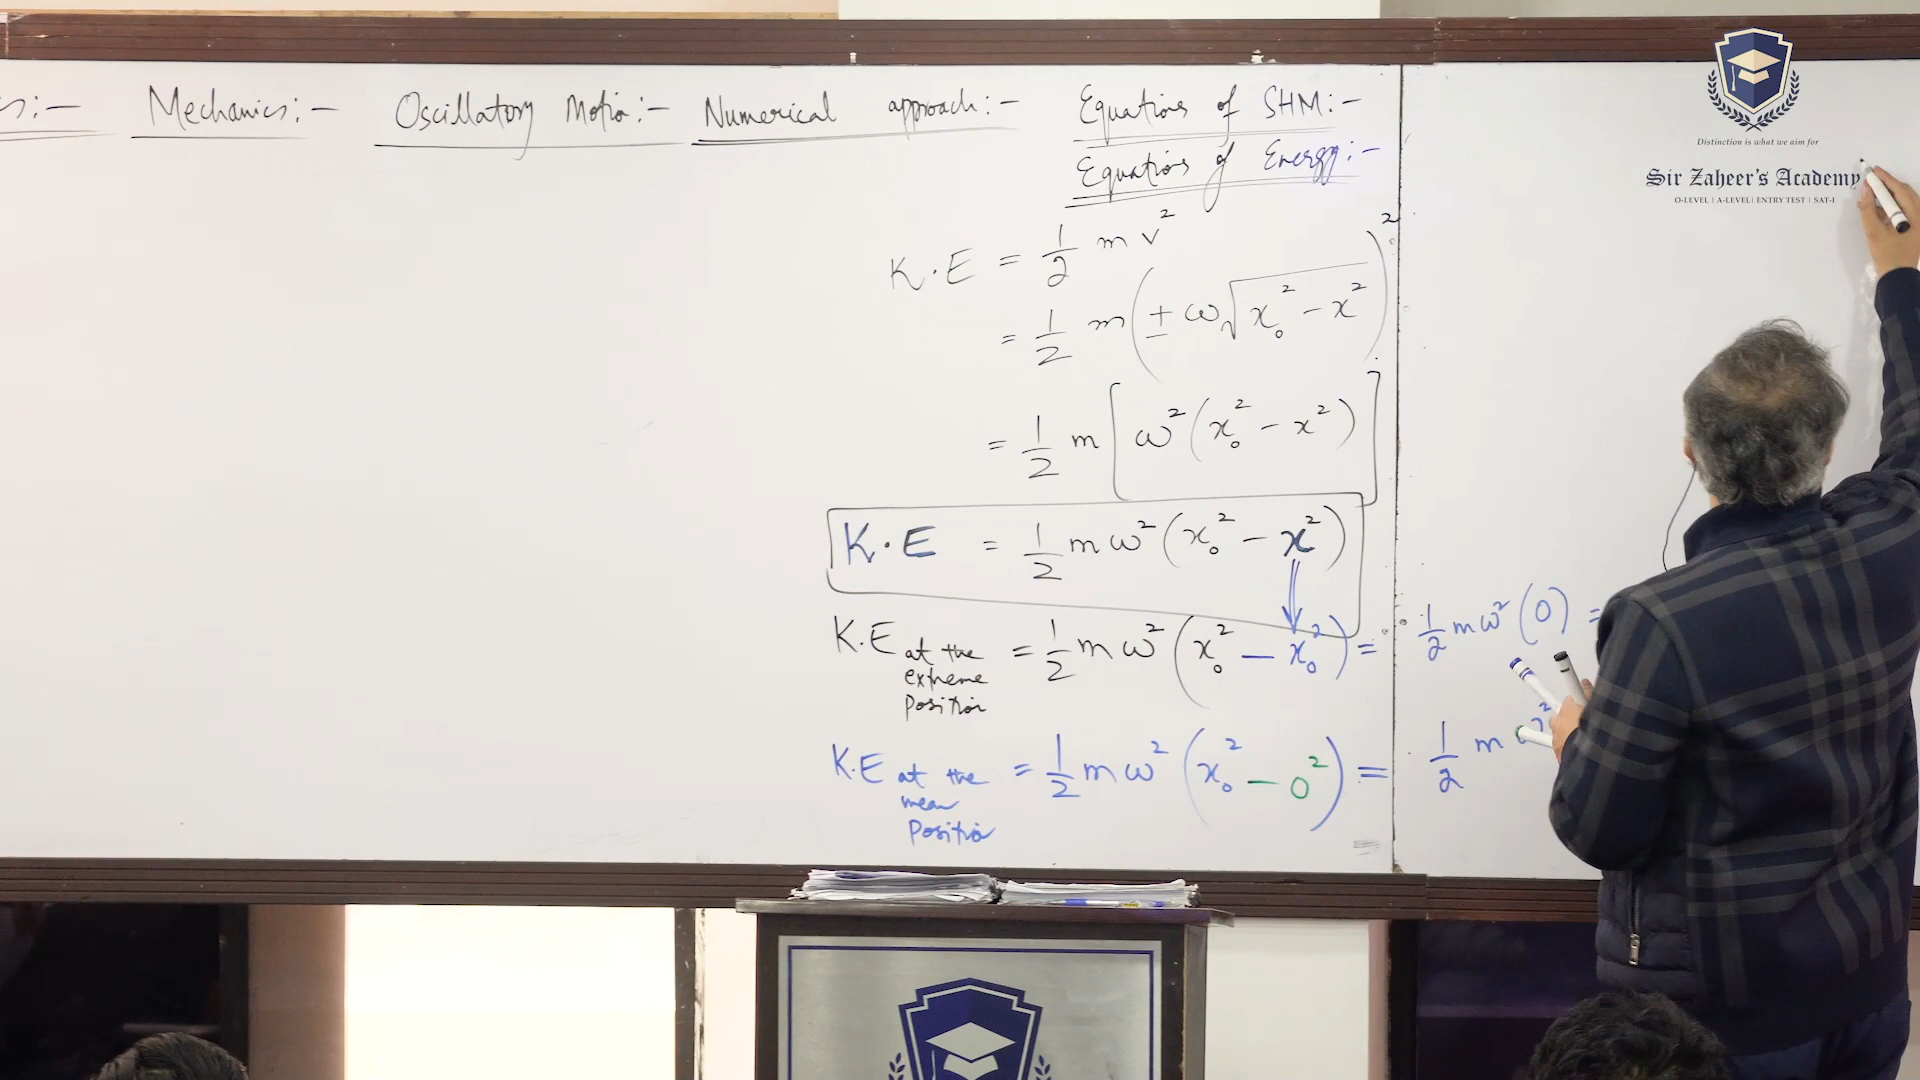 s:– Mechanics:– Oscillatory Motion:– Numerical approach:– Equations of SHM:–
Equations of Energy:–
K.E = 1/2 m v²
= 1/2 m (± ω√(x₀² – x²))²
= 1/2 m [ω² (x₀² – x²)]
K.E = 1/2 m ω² (x₀² – x²)
K.E at the extreme position = 1/2 m ω² (x₀² – x₀²) = 1/2 m ω² (0) =
K.E at the mean position = 1/2 m ω² (x₀² – 0²) = 1/2 m
Distinction is what we aim for
Sir Zaheer's Academy
O-LEVEL | A-LEVEL | ENTRY TEST | SAT-I